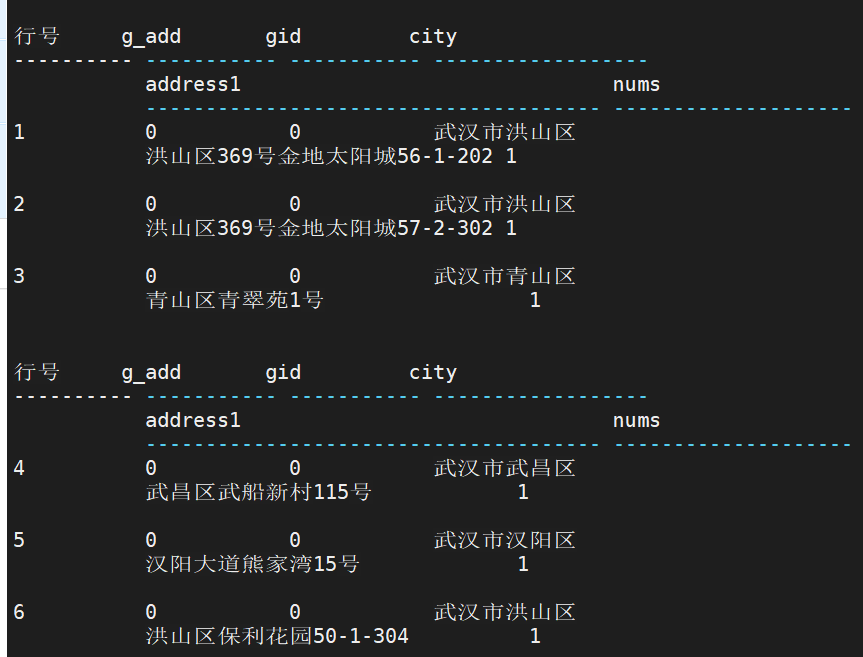 行号 g_add gid city
---------- ----------- ----------- ------------------
address1 nums
-------------------------------------- --------------------
1 0 0 武汉市洪山区
洪山区369号金地太阳城56-1-202 1
2 0 0 武汉市洪山区
洪山区369号金地太阳城57-2-302 1
3 0 0 武汉市青山区
青山区青翠苑1号 1
行号 g_add gid city
---------- ----------- ----------- ------------------
address1 nums
-------------------------------------- --------------------
4 0 0 武汉市武昌区
武昌区武船新村115号 1
5 0 0 武汉市汉阳区
汉阳大道熊家湾15号 1
6 0 0 武汉市洪山区
洪山区保利花园50-1-304 1